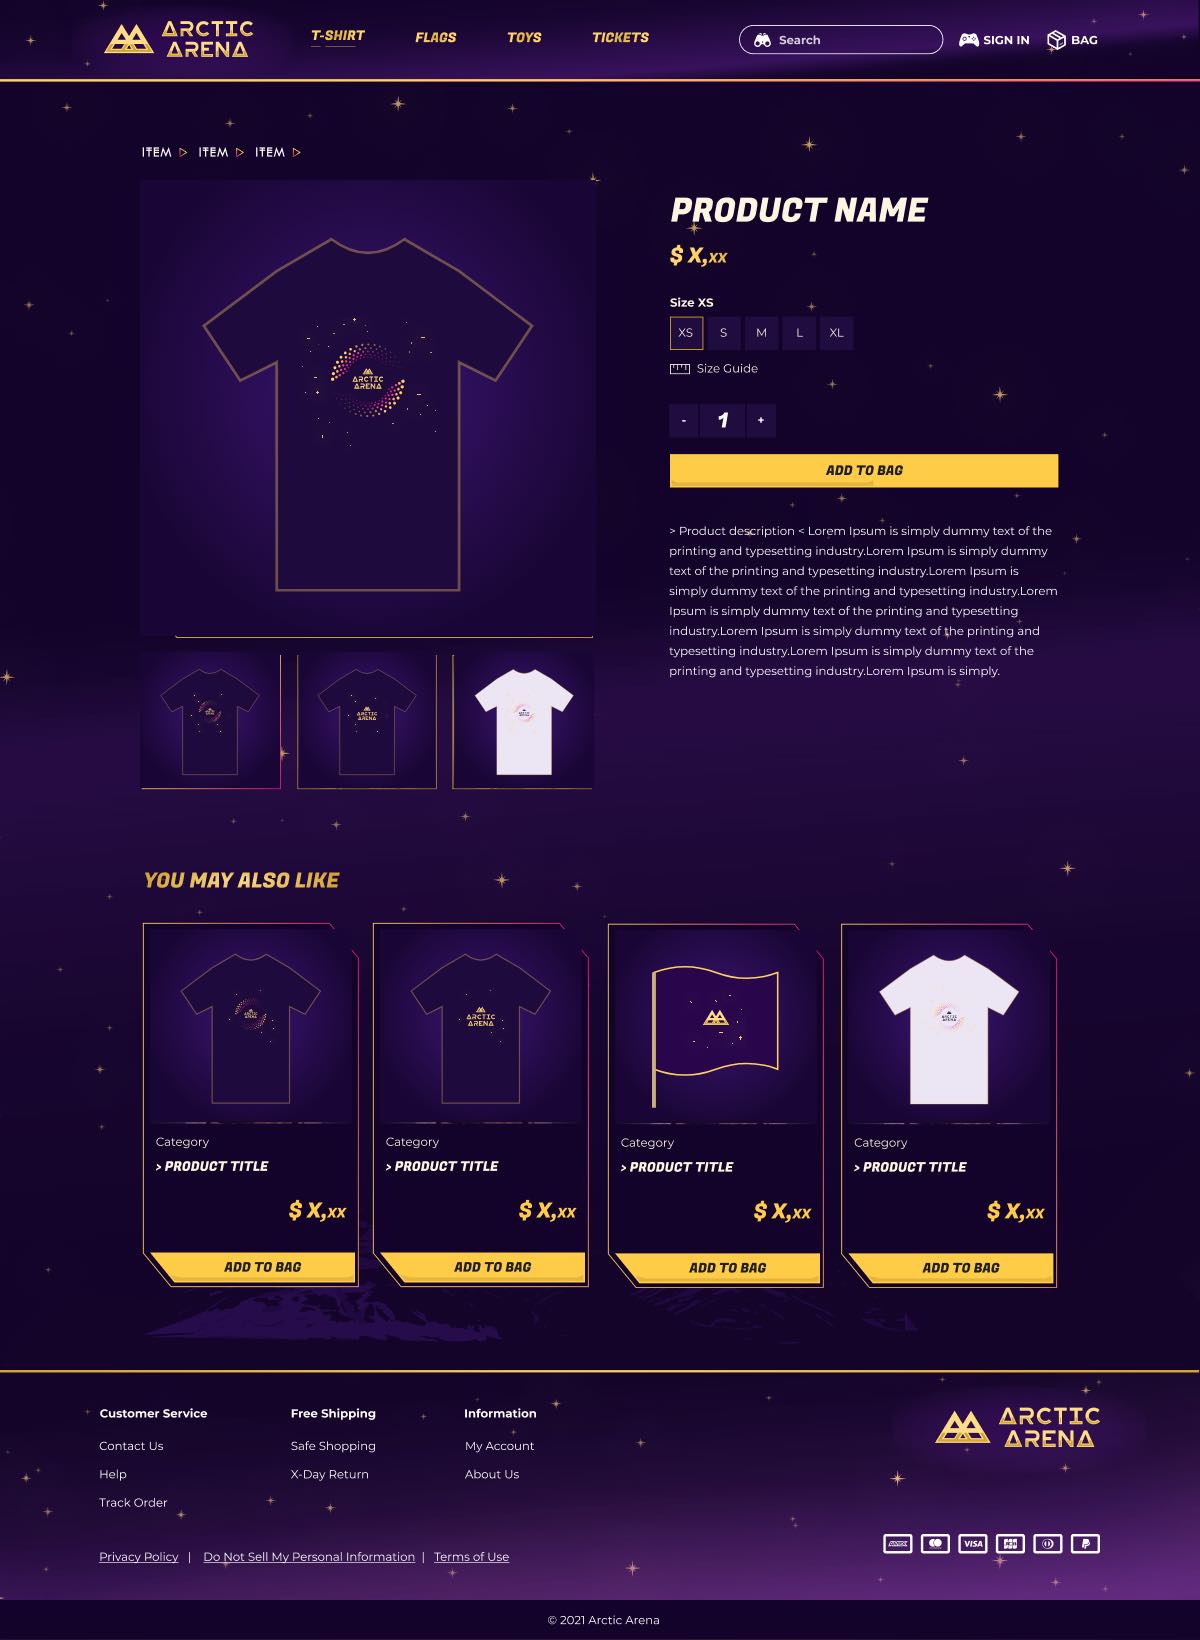 ARCTIC
ARENA
T-SHIRT FLAGS TOYS TICKETS
Search
SIGN IN BAG
ITEM ITEM ITEM
ARCTIC
ARENA
PRODUCT NAME
$ X,XX
Size XS
XS S M L XL
Size Guide
- 1 +
ADD TO BAG
> Product description < Lorem Ipsum is simply dummy text of the
printing and typesetting industry.Lorem Ipsum is simply dummy
text of the printing and typesetting industry.Lorem Ipsum is
simply dummy text of the printing and typesetting industry.Lorem
Ipsum is simply dummy text of the printing and typesetting
industry.Lorem Ipsum is simply dummy text of the printing and
typesetting industry.Lorem Ipsum is simply dummy text of the
printing and typesetting industry.Lorem Ipsum is simply.
ARCTIC
ARENA
YOU MAY ALSO LIKE
ARCTIC
ARENA
Category Category Category Category
> PRODUCT TITLE > PRODUCT TITLE > PRODUCT TITLE > PRODUCT TITLE
$ X,XX $ X,XX $ X,XX $ X,XX
ADD TO BAG ADD TO BAG ADD TO BAG ADD TO BAG
Customer Service Free Shipping Information
ARCTIC
ARENA
Contact Us Safe Shopping My Account
Help X-Day Return About Us
Track Order
AMEX VISA JCB
Privacy Policy | Do Not Sell My Personal Information | Terms of Use
© 2021 Arctic Arena